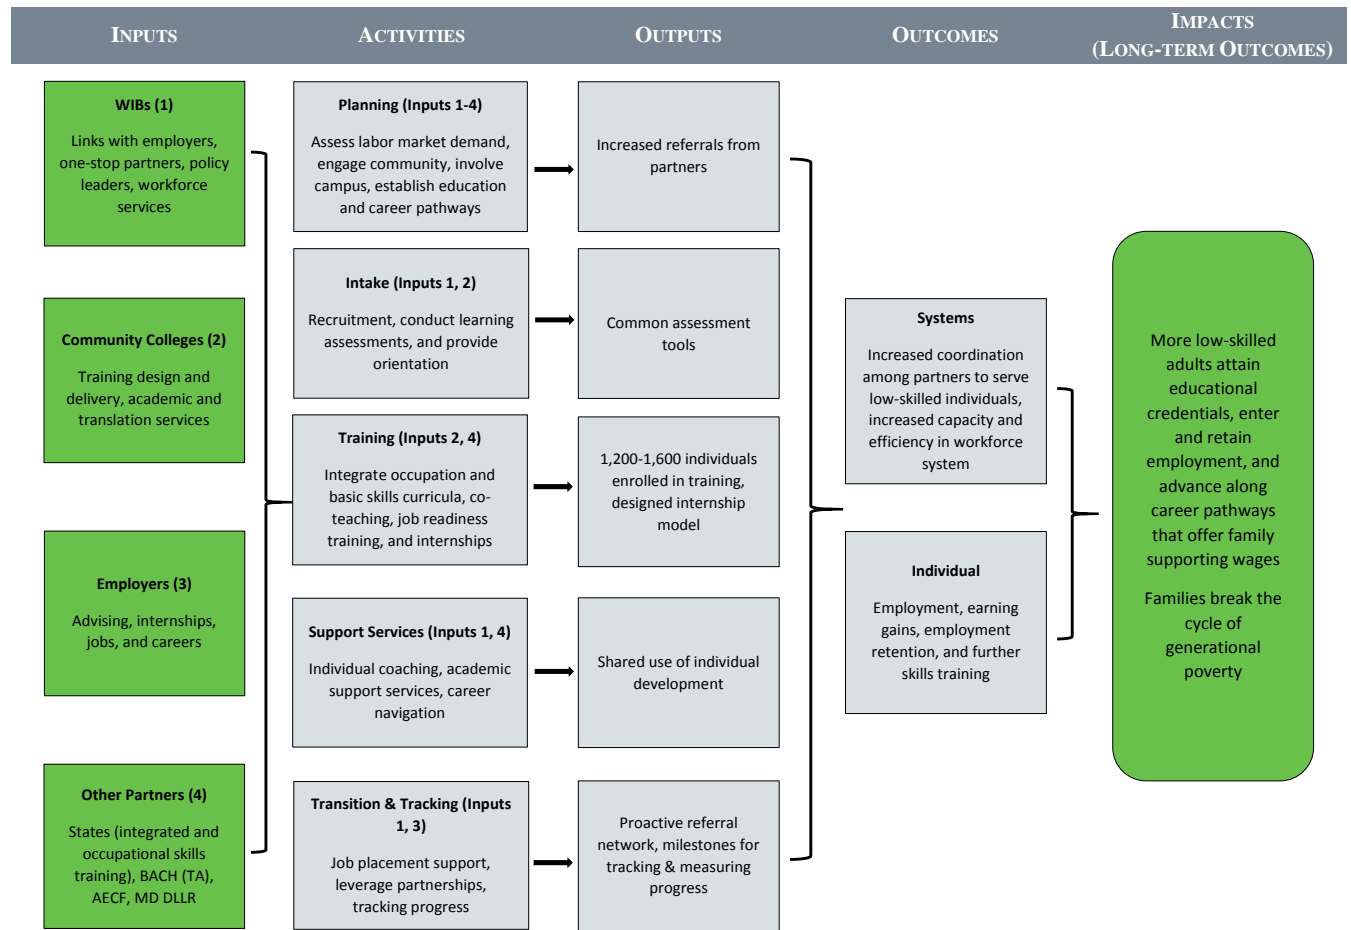 INPUTS
ACTIVITIES
OUTPUTS
OUTCOMES
IMPACTS
(LONG-TERM OUTCOMES)
WIBs (1)
Links with employers,
one-stop partners, policy
leaders, workforce
services
Community Colleges (2)
Training design and
delivery, academic and
translation services
Employers (3)
Advising, internships,
jobs, and careers
Other Partners (4)
States (integrated and
occupational skills
training), BACH (TA),
AECF, MD DLLR
Planning (Inputs 1-4)
Assess labor market demand,
engage community, involve
campus, establish education
and career pathways
Intake (Inputs 1, 2)
Recruitment, conduct learning
assessments, and provide
orientation
Training (Inputs 2, 4)
Integrate occupation and
basic skills curricula, co-
teaching, job readiness
training, and internships
Support Services (Inputs 1, 4)
Individual coaching, academic
support services, career
navigation
Transition & Tracking (Inputs
1, 3)
Job placement support,
leverage partnerships,
tracking progress
Increased referrals from
partners
Common assessment
tools
1,200-1,600 individuals
enrolled in training,
designed internship
model
Shared use of individual
development
Proactive referral
network, milestones for
tracking & measuring
progress
Systems
Increased coordination
among partners to serve
low-skilled individuals,
increased capacity and
efficiency in workforce
system
Individual
Employment, earning
gains, employment
retention, and further
skills training
More low-skilled
adults attain
educational
credentials, enter
and retain
employment, and
advance along
career pathways
that offer family
supporting wages
Families break the
cycle of
generational
poverty